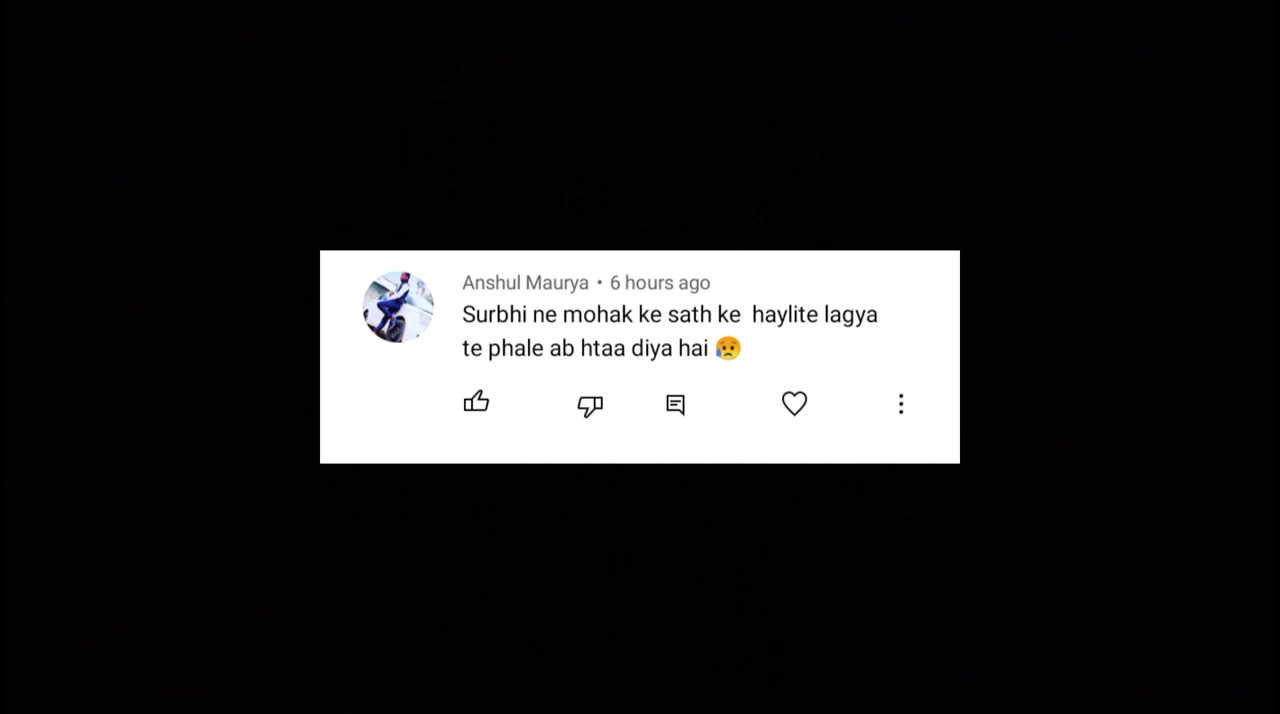 Anshul Maurya • 6 hours ago
Surbhi ne mohak ke sath ke haylite lagya
te phale ab htaa diya hai 😥